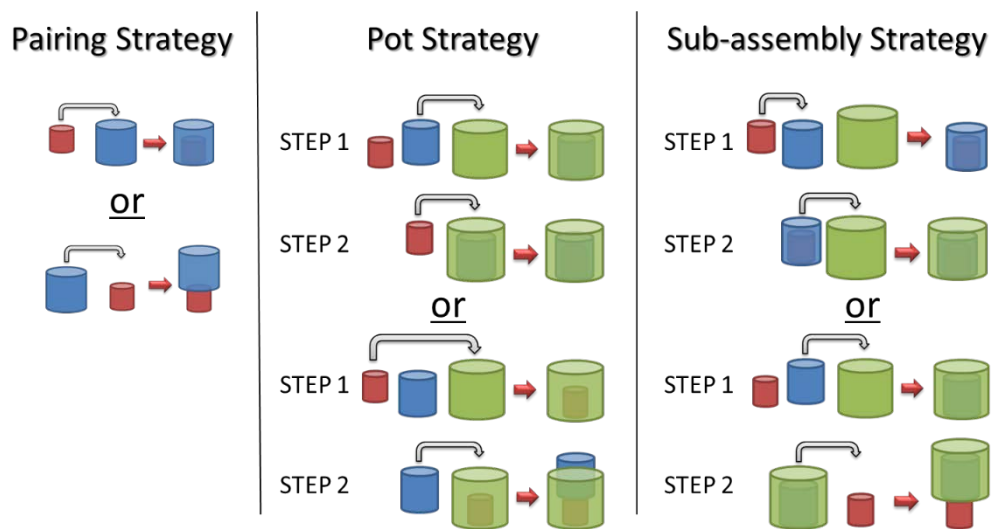 Pairing Strategy
or
Pot Strategy
STEP 1
STEP 2
or
STEP 1
STEP 2
Sub-assembly Strategy
STEP 1
STEP 2
or
STEP 1
STEP 2